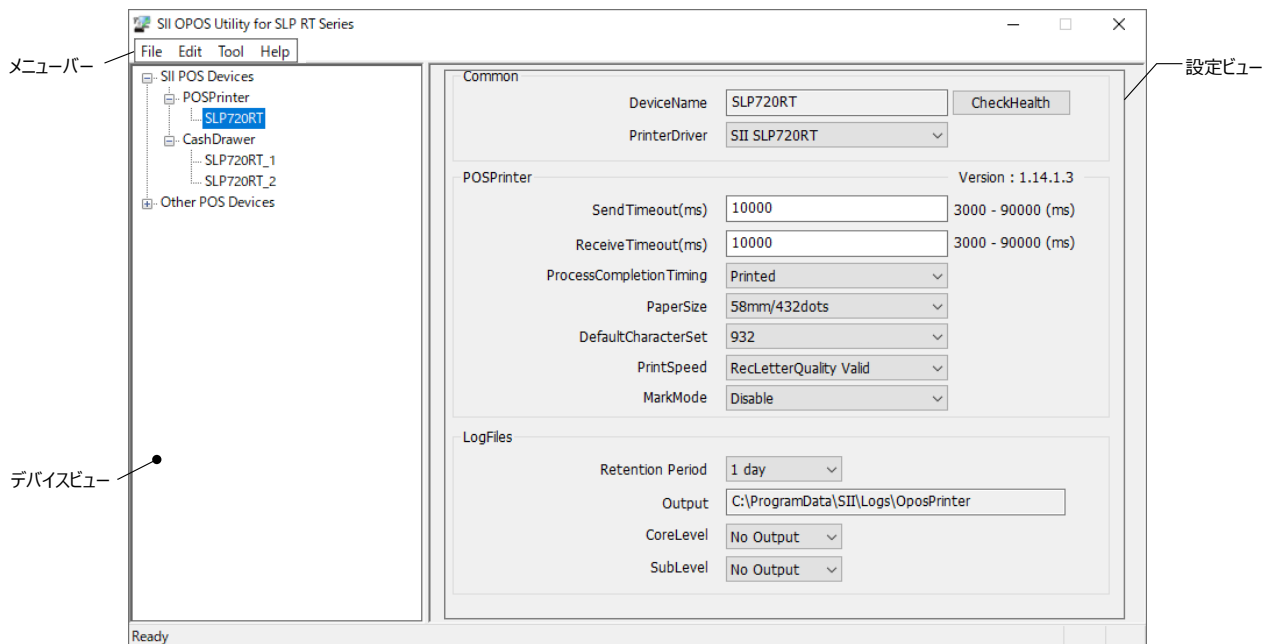 SII OPOS Utility for SLP RT Series
メニューバー
File Edit Tool Help
設定ビュー
SII POS Devices
POSPrinter
SLP720RT
CashDrawer
SLP720RT_1
SLP720RT_2
Other POS Devices
デバイスビュー
Common
DeviceName SLP720RT CheckHealth
PrinterDriver SII SLP720RT
POSPrinter Version : 1.14.1.3
SendTimeout(ms) 10000 3000 - 90000 (ms)
ReceiveTimeout(ms) 10000 3000 - 90000 (ms)
ProcessCompletionTiming Printed
PaperSize 58mm/432dots
DefaultCharacterSet 932
PrintSpeed RecLetterQuality Valid
MarkMode Disable
LogFiles
Retention Period 1 day
Output C:\ProgramData\SII\Logs\OposPrinter
CoreLevel No Output
SubLevel No Output
Ready